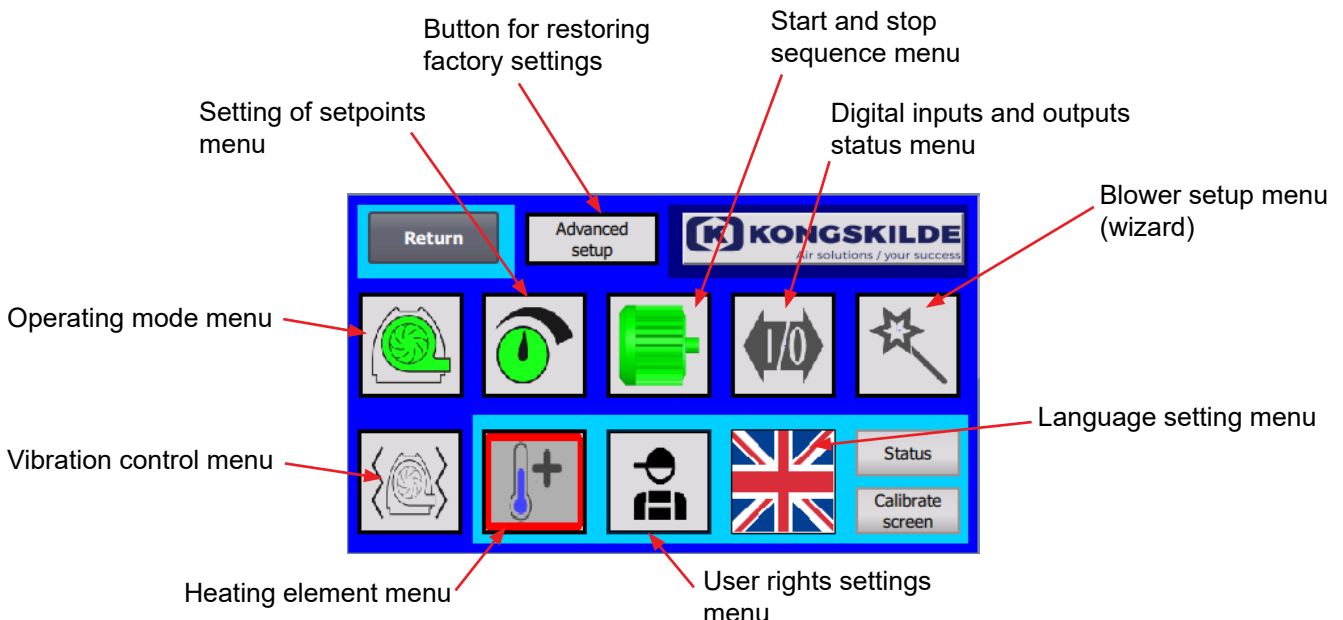 Button for restoring
factory settings
Start and stop
sequence menu
Setting of setpoints
menu
Digital inputs and outputs
status menu
Blower setup menu
(wizard)
Return
Advanced
setup
K KONGSKILDE
Air solutions / your success
Operating mode menu
I/O
Language setting menu
Vibration control menu
Status
Calibrate
screen
Heating element menu
User rights settings
menu